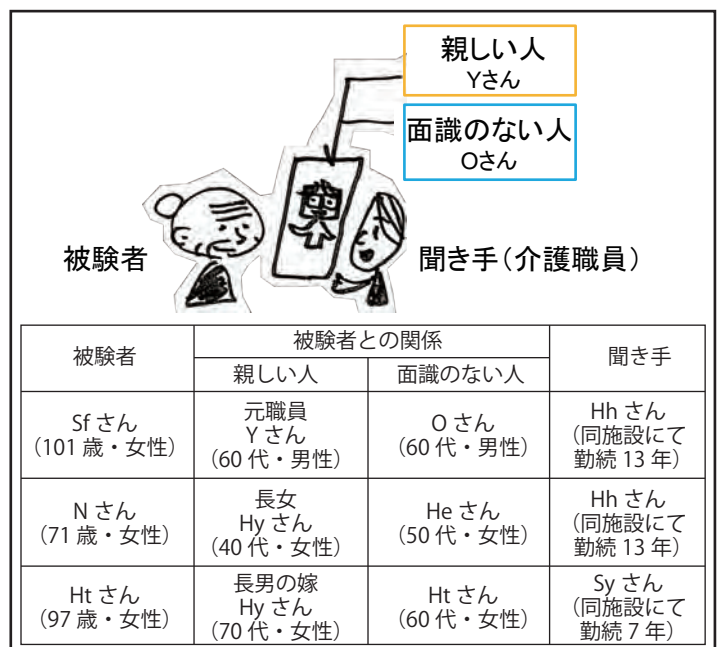 親しい人
Yさん
面識のない人
Oさん
被験者
聞き手（介護職員）
被験者
被験者との関係
聞き手
親しい人
面識のない人
Sf さん
（101 歳・女性）
元職員
Y さん
（60 代・男性）
O さん
（60 代・男性）
Hh さん
（同施設にて
勤続 13 年）
N さん
（71 歳・女性）
長女
Hy さん
（40 代・女性）
He さん
（50 代・女性）
Hh さん
（同施設にて
勤続 13 年）
Ht さん
（97 歳・女性）
長男の嫁
Hy さん
（70 代・女性）
Ht さん
（60 代・女性）
Sy さん
（同施設にて
勤続 7 年）